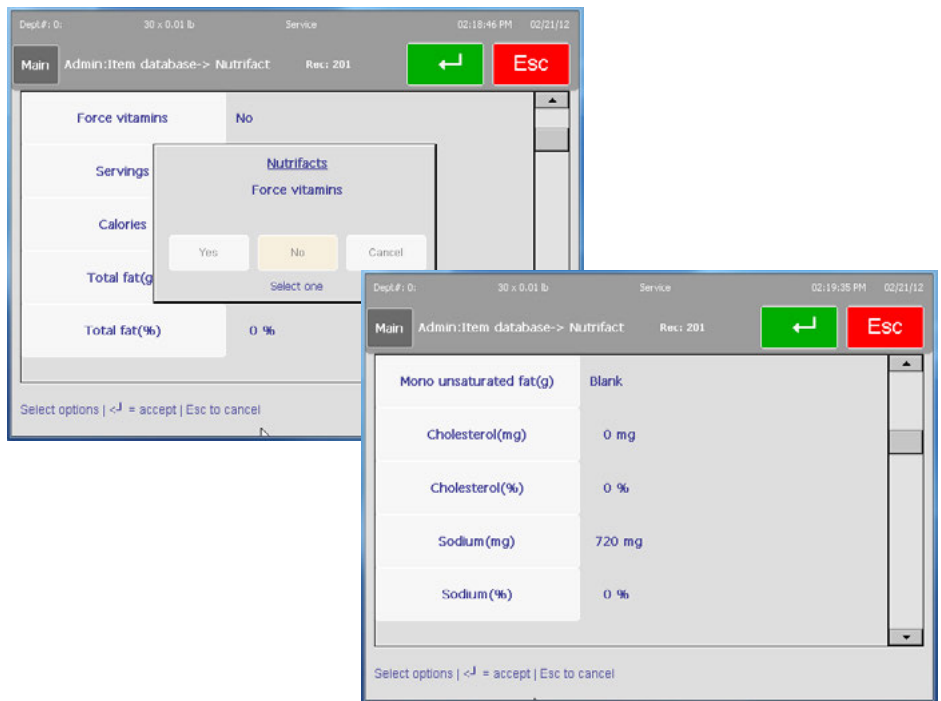 Dept#: 0: 30 x 0.01 lb Service 02:18:46 PM 02/21/12
Main Admin:Item database-> Nutrifact Rec: 201 Esc
Force vitamins No
Servings
Calories
Total fat(g
Total fat(%) 0 %
Nutrifacts
Force vitamins
Yes No Cancel
Select one
Select options | <┘ = accept | Esc to cancel
Dept#: 0: 30 x 0.01 lb Service 02:19:35 PM 02/21/12
Main Admin:Item database-> Nutrifact Rec: 201 Esc
Mono unsaturated fat(g) Blank
Cholesterol(mg) 0 mg
Cholesterol(%) 0 %
Sodium(mg) 720 mg
Sodium(%) 0 %
Select options | <┘ = accept | Esc to cancel